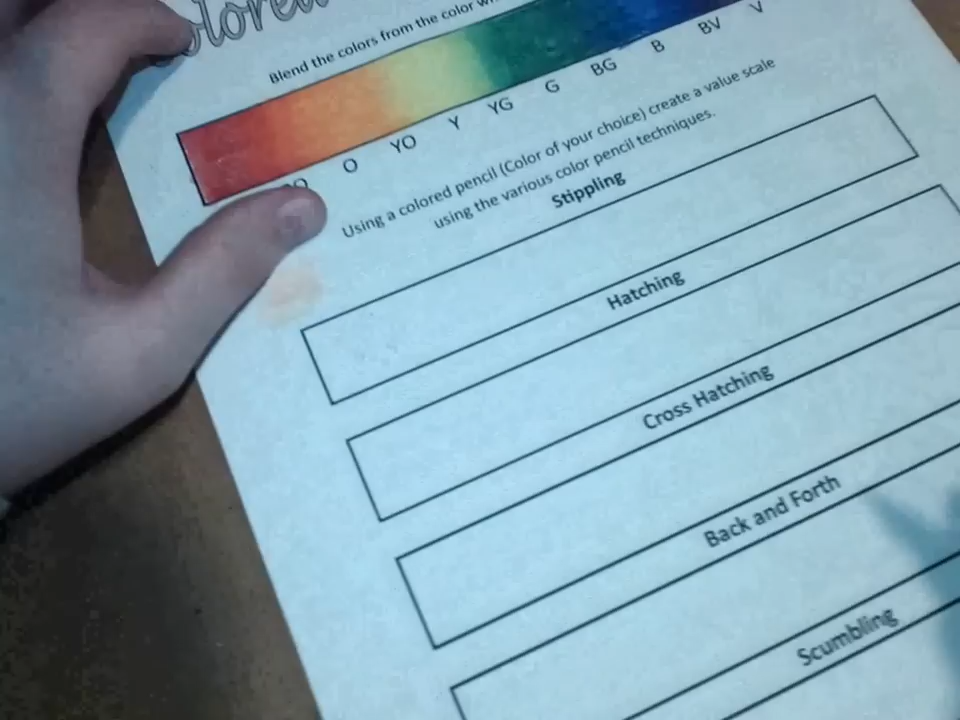 Blend the colors from the color
O YO Y YG G BG B BV V
Using a colored pencil (Color of your choice) create a value scale
using the various color pencil techniques.
Stippling
Hatching
Cross Hatching
Back and Forth
Scumbling